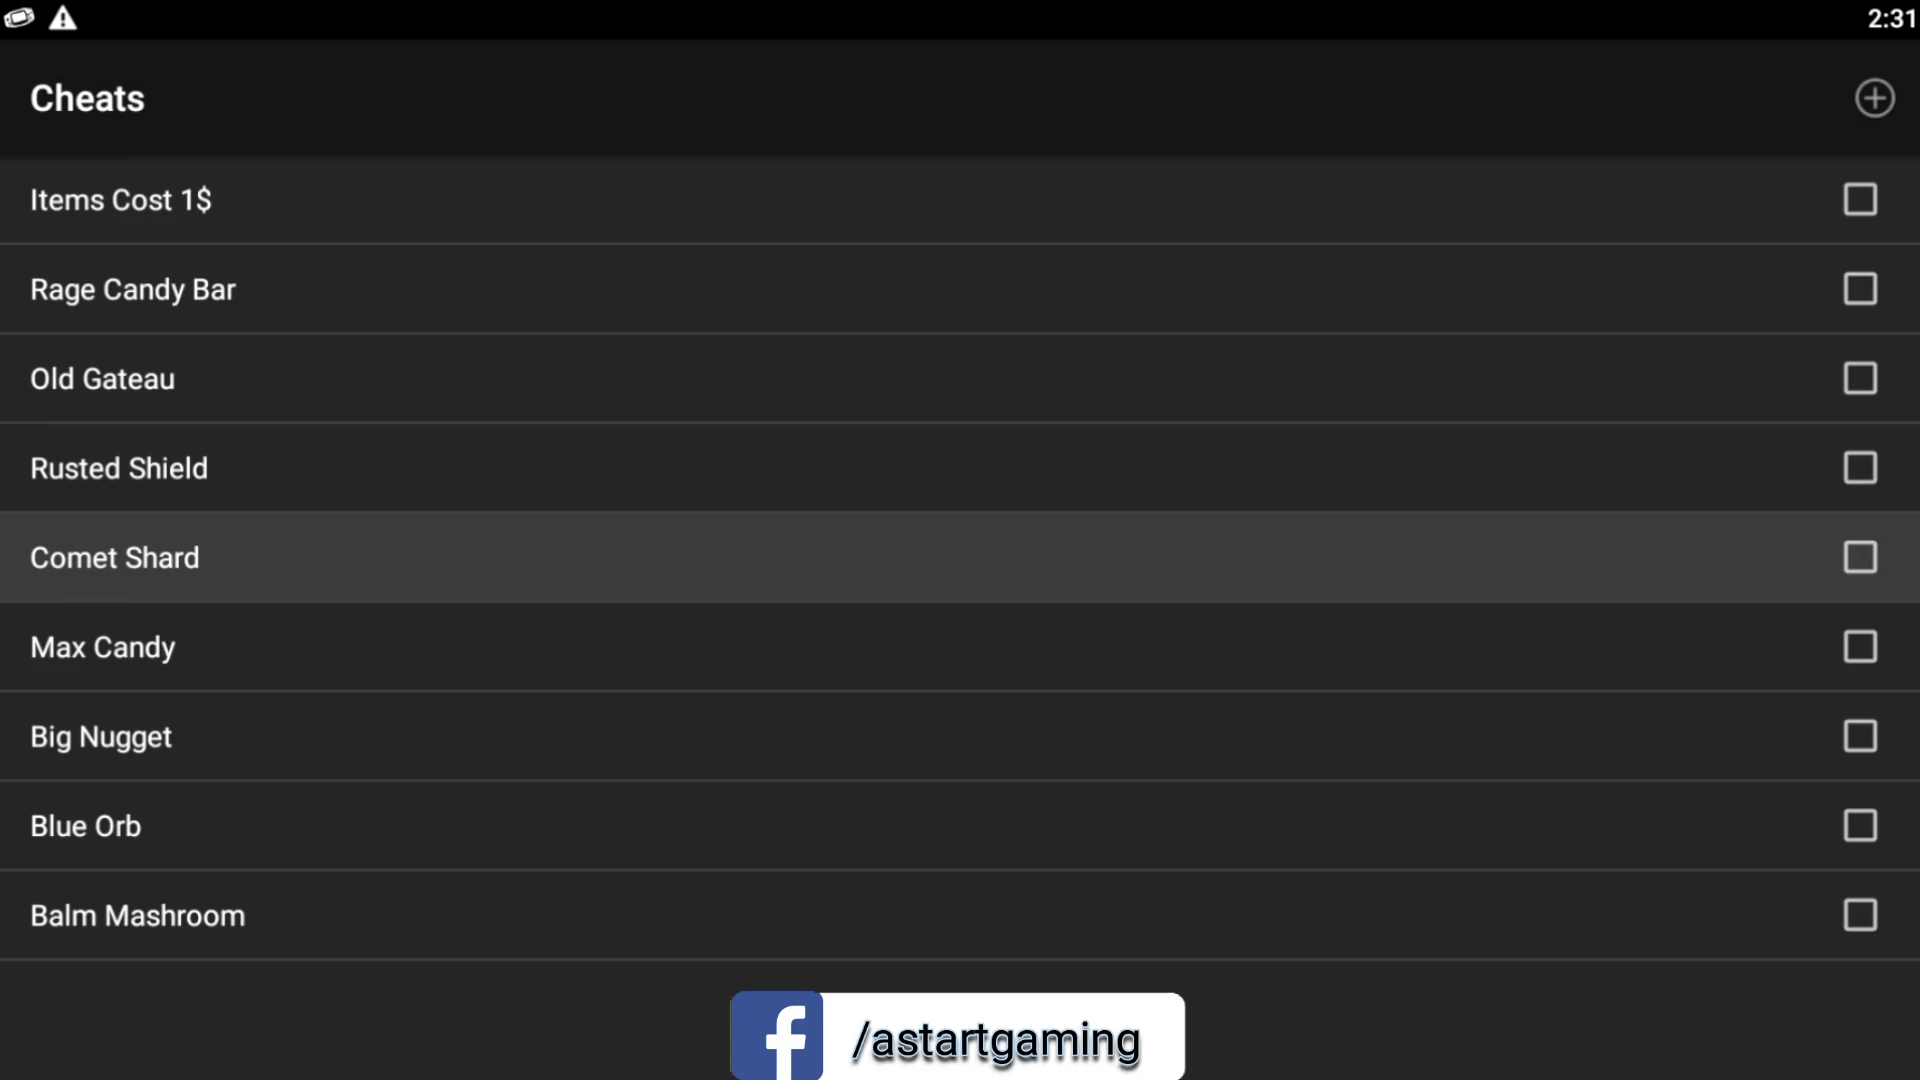 2:31
Cheats
Items Cost 1$
Rage Candy Bar
Old Gateau
Rusted Shield
Comet Shard
Max Candy
Big Nugget
Blue Orb
Balm Mashroom
f /astartgaming